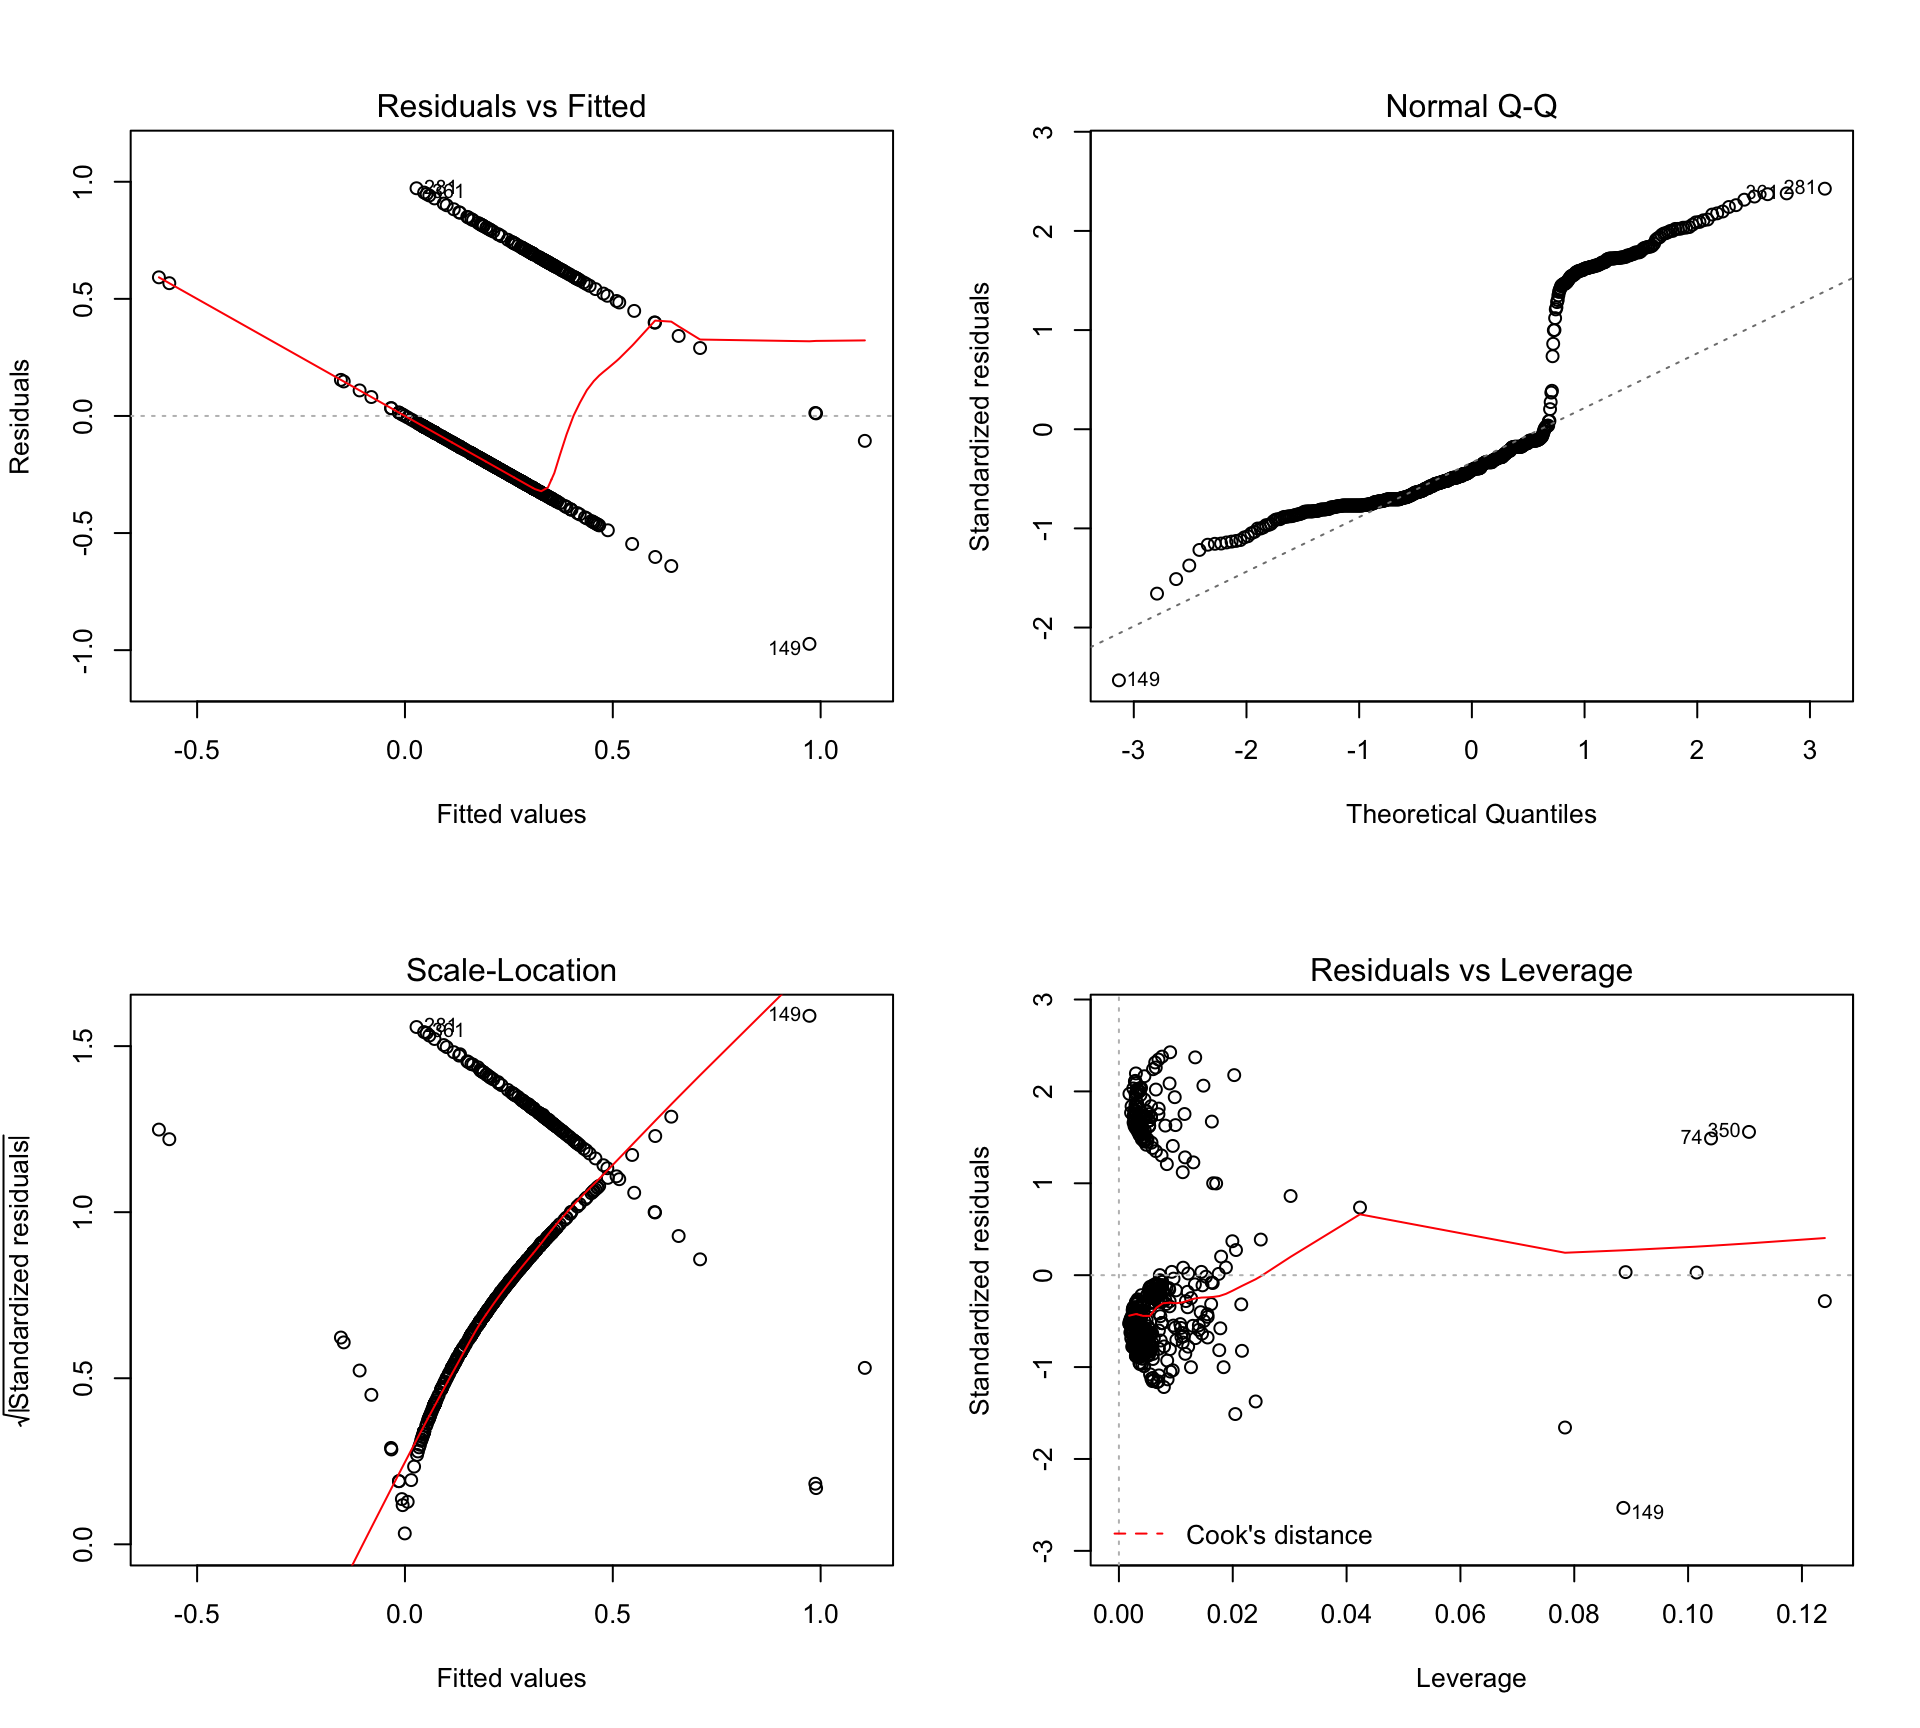 Residuals vs Fitted
Residuals
1.0
0.5
0.0
-0.5
-1.0
281
149
-0.5 0.0 0.5 1.0
Fitted values
Normal Q-Q
Standardized residuals
3
2
1
0
-1
-2
281
149
-3 -2 -1 0 1 2 3
Theoretical Quantiles
Scale-Location
√|Standardized residuals|
1.5
1.0
0.5
0.0
281
149
-0.5 0.0 0.5 1.0
Fitted values
Residuals vs Leverage
Standardized residuals
3
2
1
0
-1
-2
-3
74
350
149
Cook's distance
0.00 0.02 0.04 0.06 0.08 0.10 0.12
Leverage